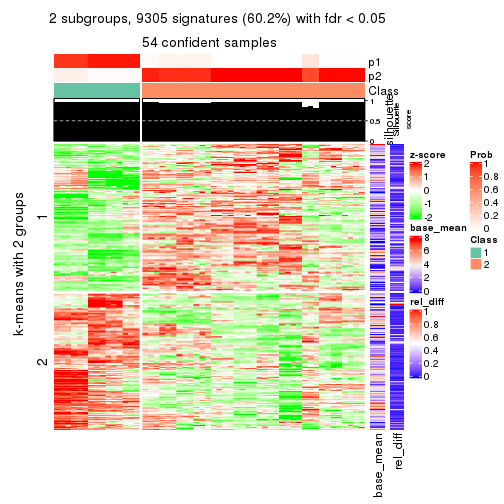 2 subgroups, 9305 signatures (60.2%) with fdr < 0.05
54 confident samples
p1
p2
Class
1
0.5
0
silhouette
Silhouette
score
k-means with 2 groups
1
2
base_mean
rel_diff
z-score
2
1
0
-1
-2
base_mean
8
6
4
2
0
rel_diff
1
0.8
0.6
0.4
0.2
0
Prob
1
0.8
0.6
0.4
0.2
0
Class
1
2